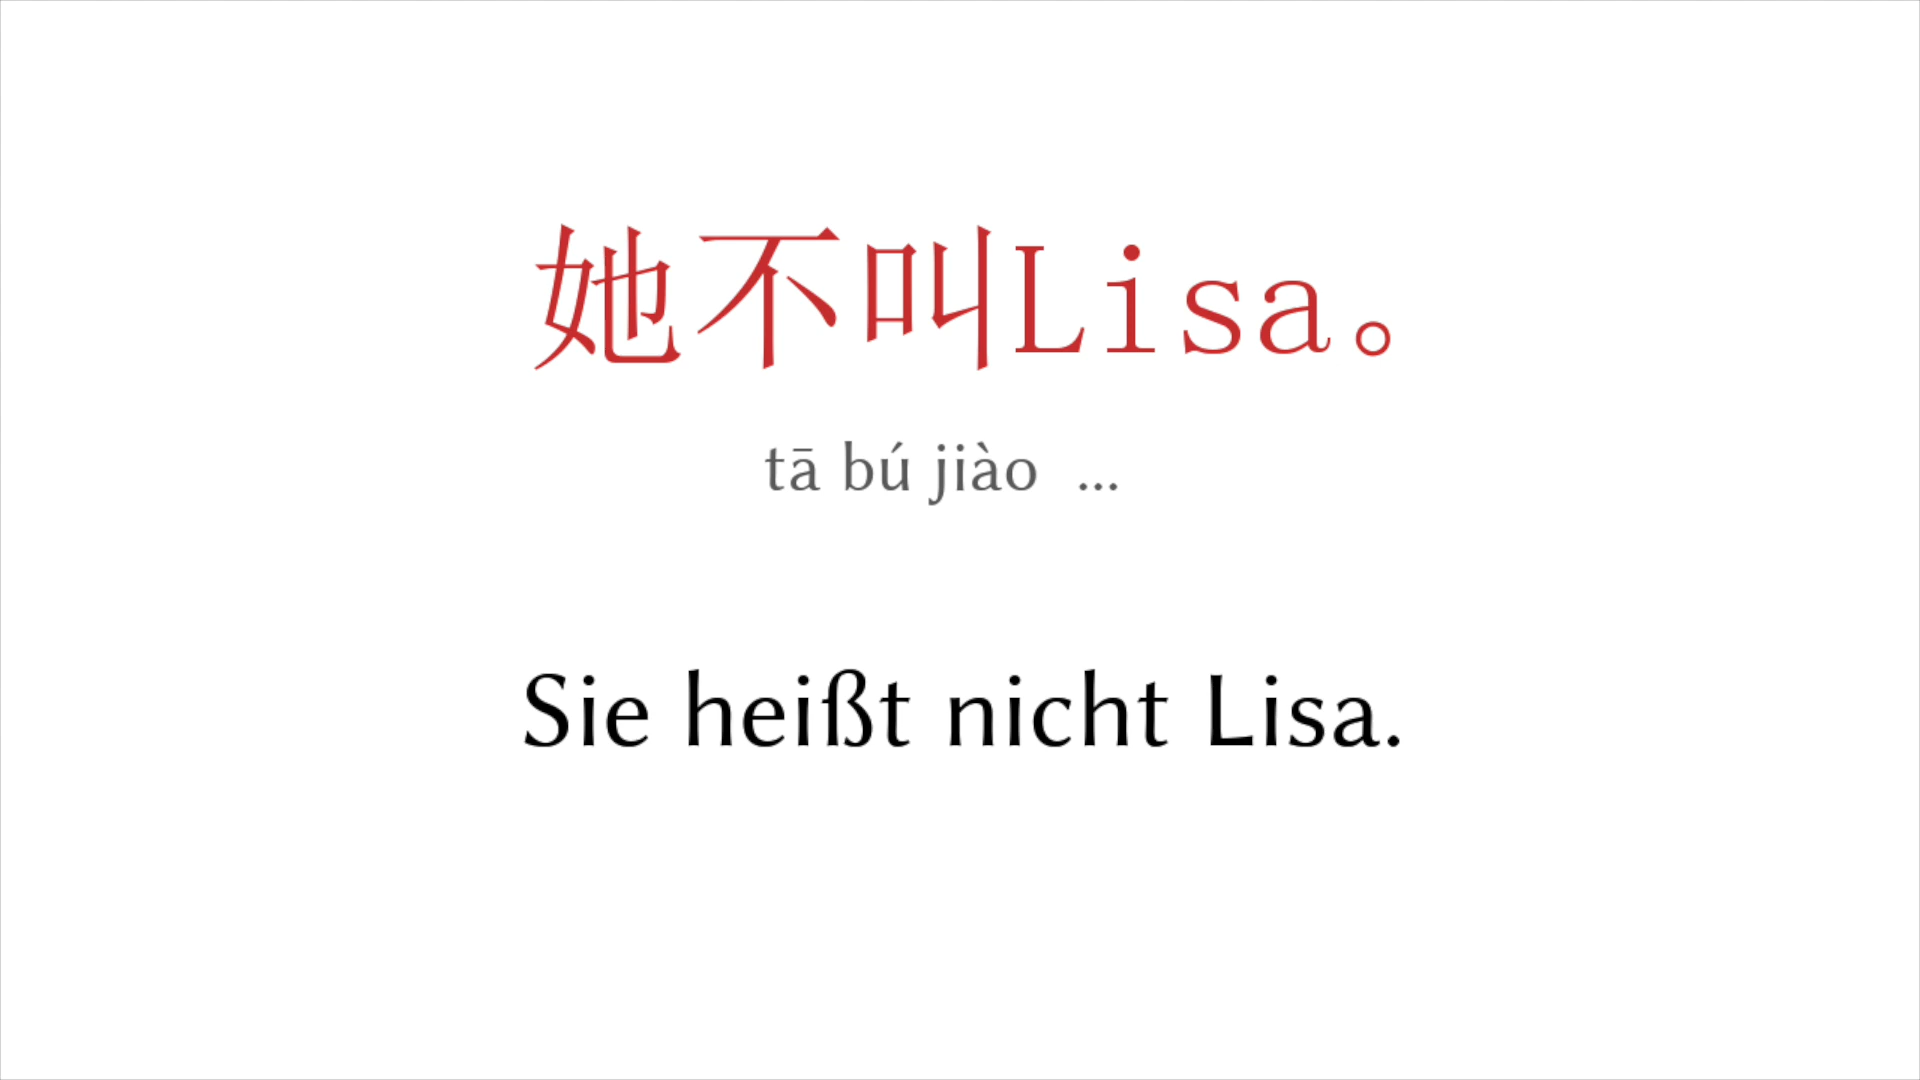 她不叫Lisa。
tā bú jiào ...
Sie heißt nicht Lisa.